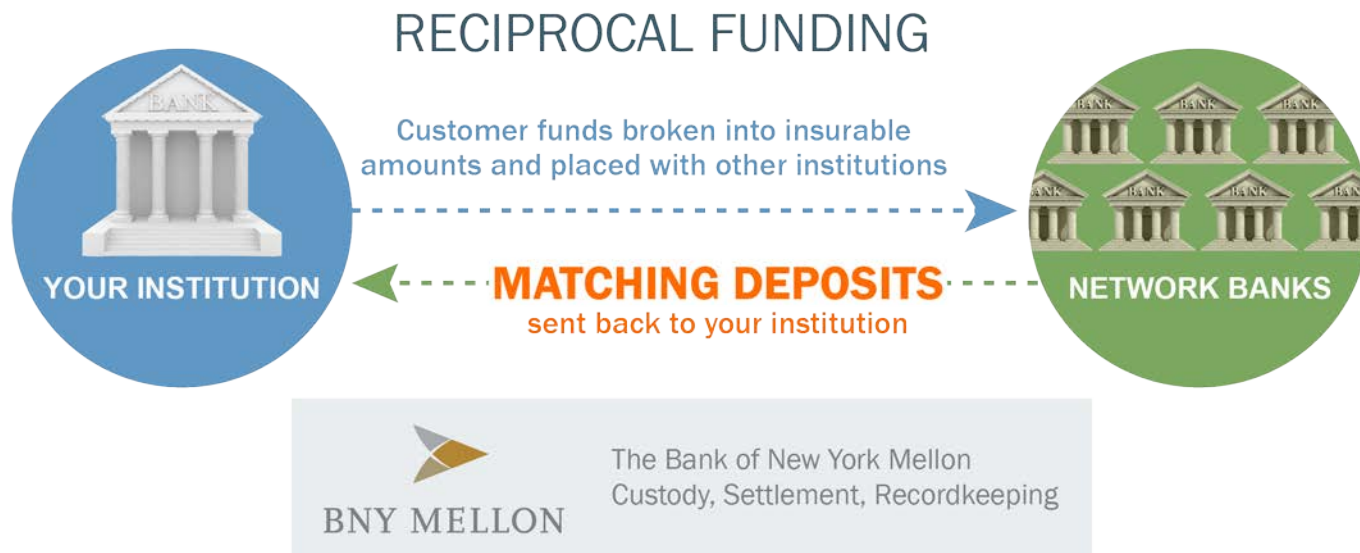 RECIPROCAL FUNDING
BANK
Customer funds broken into insurable
amounts and placed with other institutions
YOUR INSTITUTION
MATCHING DEPOSITS
sent back to your institution
BANK
BANK
BANK
BANK
BANK
BANK
BANK
NETWORK BANKS
BNY MELLON
The Bank of New York Mellon
Custody, Settlement, Recordkeeping